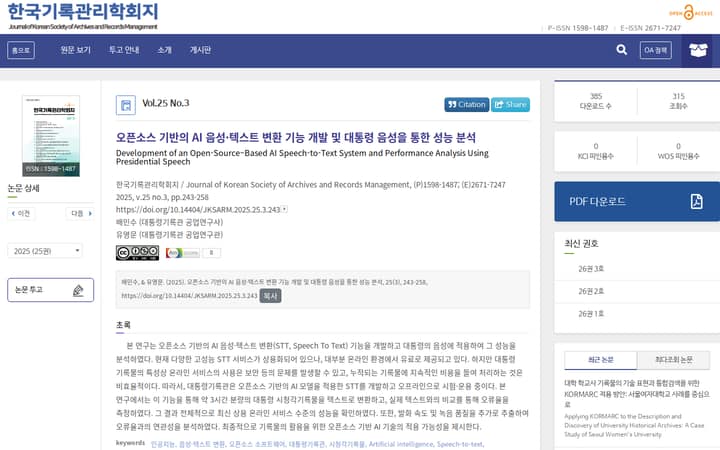 한국기록관리학회지
Journal of Korean Society of Archives and Records Management
OPEN ACCESS
P-ISSN 1598-1487
E-ISSN 2671-7247
홈으로
원문 보기
투고 안내
소개
게시판
OA 정책
한국기록관리학회지
ISSN : 1598-1487
논문 상세
이전
다음
2025 (25권)
논문 투고
Vol.25 No.3
Citation
Share
오픈소스 기반의 AI 음성-텍스트 변환 기능 개발 및 대통령 음성을 통한 성능 분석
Development of an Open-Source-Based AI Speech-to-Text System and Performance Analysis Using
Presidential Speech
한국기록관리학회지 / Journal of Korean Society of Archives and Records Management, (P)1598-1487; (E)2671-7247
2025, v.25 no.3, pp.243-258
https://doi.org/10.14404/JKSARM.2025.25.3.243
배민수 (대통령기록관 공업연구사)
유영문 (대통령기록관 공업연구관)
배민수, & 유영문. (2025). 오픈소스 기반의 AI 음성-텍스트 변환 기능 개발 및 대통령 음성을 통한 성능 분석, 25(3), 243-258,
https://doi.org/10.14404/JKSARM.2025.25.3.243
복사
초록
본 연구는 오픈소스 기반의 AI 음성-텍스트 변환(STT, Speech To Text) 기능을 개발하고 대통령의 음성에 적용하여 그 성능을
분석하였다. 현재 다양한 고성능 STT 서비스가 상용화되어 있으나, 대부분 온라인 환경에서 유료로 제공되고 있다. 하지만 대통령
기록물의 특성상 온라인 서비스의 사용은 보안 등의 문제를 발생할 수 있고, 누적되는 기록물에 지속적인 비용을 들여 처리하는 것은
비효율적이다. 따라서, 대통령기록관은 오픈소스 기반의 AI 모델을 적용한 STT를 개발하고 오프라인으로 시험·운용 중이다. 본
연구에서는 이 기능을 통해 약 3시간 분량의 대통령 시청각기록물을 텍스트로 변환하고, 실제 텍스트와의 비교를 통해 오류율을
측정하였다. 그 결과 전체적으로 최신 상용 온라인 서비스 수준의 성능을 확인하였다. 또한, 발화 속도 및 녹음 품질을 추가로 추출하여
오류율과의 연관성을 분석하였다. 최종적으로 기록물의 활용을 위한 오픈소스 기반 AI 기술의 적용 가능성을 제시한다.
keywords 인공지능, 음성-텍스트 변환, 오픈소스 소프트웨어, 대통령기록관, 시청각기록물, Artificial intelligence, Speech-to-text,
385
다운로드 수
315
조회수
0
KCI 피인용수
0
WOS 피인용수
PDF 다운로드
최신 권호
26권 3호
26권 2호
26권 1호
최근 논문
최다조회 논문
대학 학교사 기록물의 기술 표현과 통합검색을 위한
KORMARC 적용 방안: 서울여자대학교 사례를 중심으
로
Applying KORMARC to the Description and
Discovery of University Historical Archives: A Case
Study of Seoul Women's University